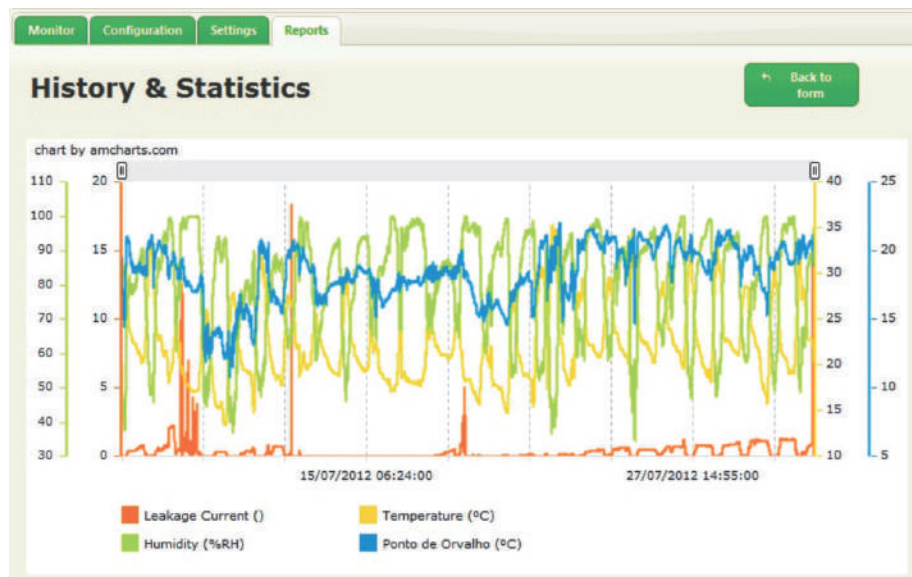 Monitor Configuration Settings Reports
History & Statistics
Back to
form
chart by amcharts.com
110 20 40 25
100 35
90 15 20
80 30
70 10 25 15
60 20
50 5 10
40 15
30 0 10 5
15/07/2012 06:24:00 27/07/2012 14:55:00
Leakage Current () Temperature (ºC)
Humidity (%RH) Ponto de Orvalho (ºC)